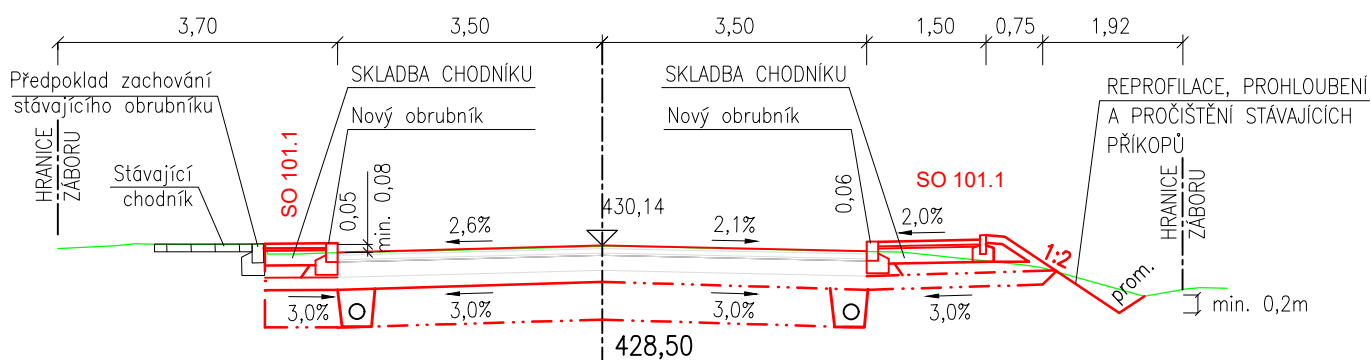 3,70
3,50
3,50
1,50
0,75
1,92
Předpoklad zachování
stávajícího obrubníku
SKLADBA CHODNÍKU
Nový obrubník
SKLADBA CHODNÍKU
Nový obrubník
REPROFILACE, PROHLOUBENÍ
A PROČIŠTĚNÍ STÁVAJÍCÍCH
PŘÍKOPŮ
HRANICE
ZÁBORU
Stávající
chodník
SO 101.1
0,05
min. 0,08
2,6%
430,14
2,1%
0,06
SO 101.1
2,0%
HRANICE
ZÁBORU
1:2
prom.
min. 0,2m
3,0%
3,0%
3,0%
3,0%
428,50